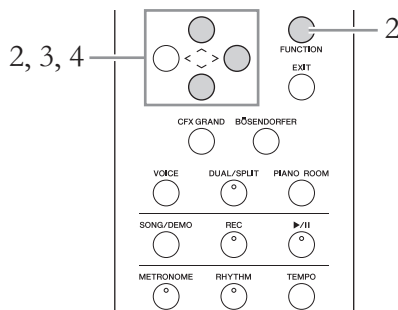 2, 3, 4
2
FUNCTION
EXIT
CFX GRAND BÖSENDORFER
VOICE DUAL/SPLIT PIANO ROOM
SONG/DEMO REC ►/II
METRONOME RHYTHM TEMPO